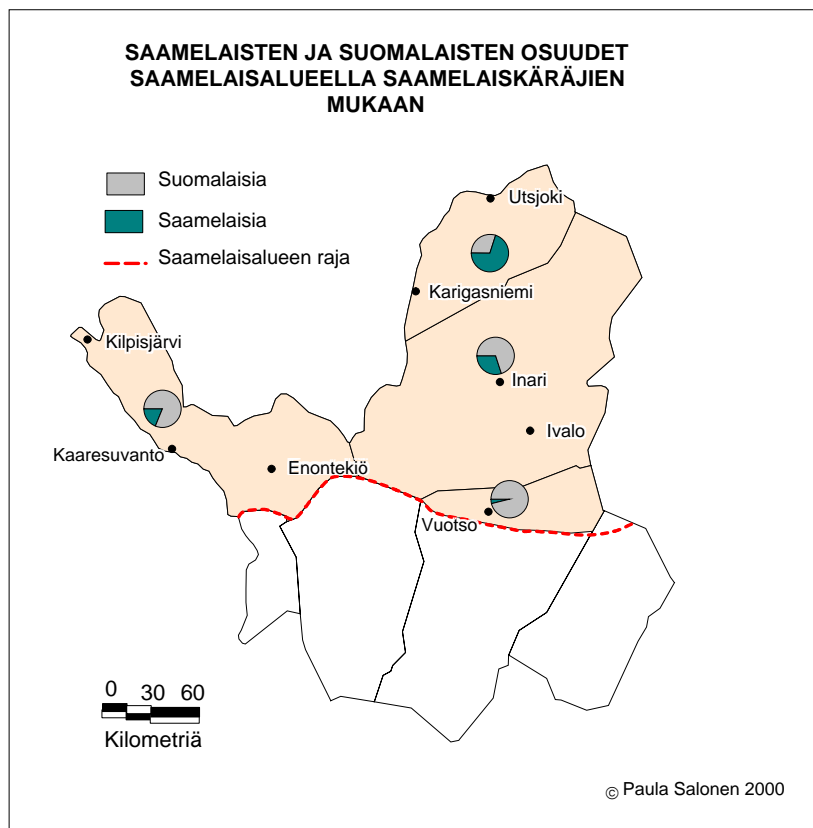 SAAMELAISTEN JA SUOMALAISTEN OSUUDET
SAAMELAISALUEELLA SAAMELAISKÄRÄJIEN
MUKAAN
Suomalaisia
Saamelaisia
Saamelaisalueen raja
Utsjoki
Karigasniemi
Kilpisjärvi
Inari
Ivalo
Kaaresuvanto
Enontekiö
Vuotso
0 30 60
Kilometriä
© Paula Salonen 2000